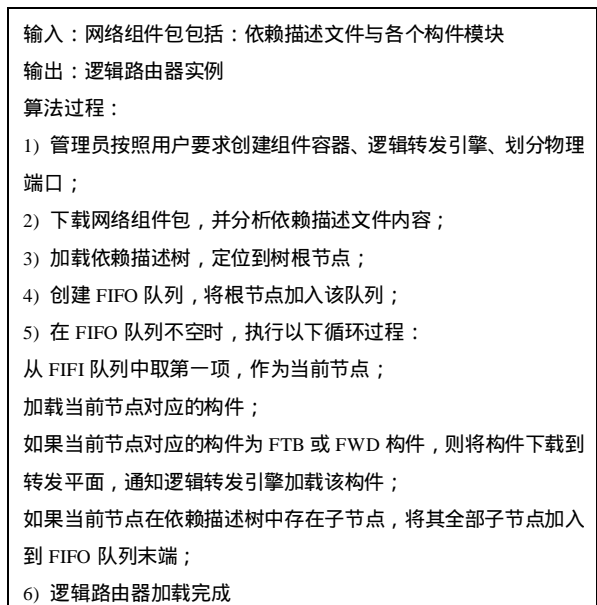 输入：网络组件包包括：依赖描述文件与各个构件模块
输出：逻辑路由器实例
算法过程：
1) 管理员按照用户要求创建组件容器、逻辑转发引擎、划分物理
端口；
2) 下载网络组件包，并分析依赖描述文件内容；
3) 加载依赖描述树，定位到树根节点；
4) 创建 FIFO 队列，将根节点加入该队列；
5) 在 FIFO 队列不空时，执行以下循环过程：
从 FIFI 队列中取第一项，作为当前节点；
加载当前节点对应的构件；
如果当前节点对应的构件为 FTB 或 FWD 构件，则将构件下载到
转发平面，通知逻辑转发引擎加载该构件；
如果当前节点在依赖描述树中存在子节点，将其全部子节点加入
到 FIFO 队列末端；
6) 逻辑路由器加载完成